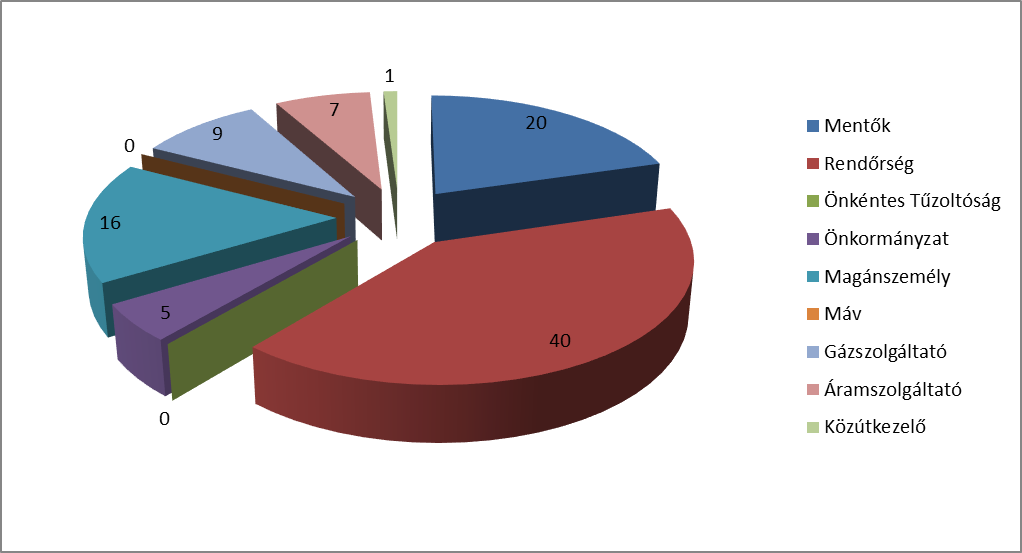 1
20
7
9
0
16
5
40
0
Mentők
Rendőrség
Önkéntes Tűzoltóság
Önkormányzat
Magánszemély
Máv
Gázszolgáltató
Áramszolgáltató
Közútkezelő